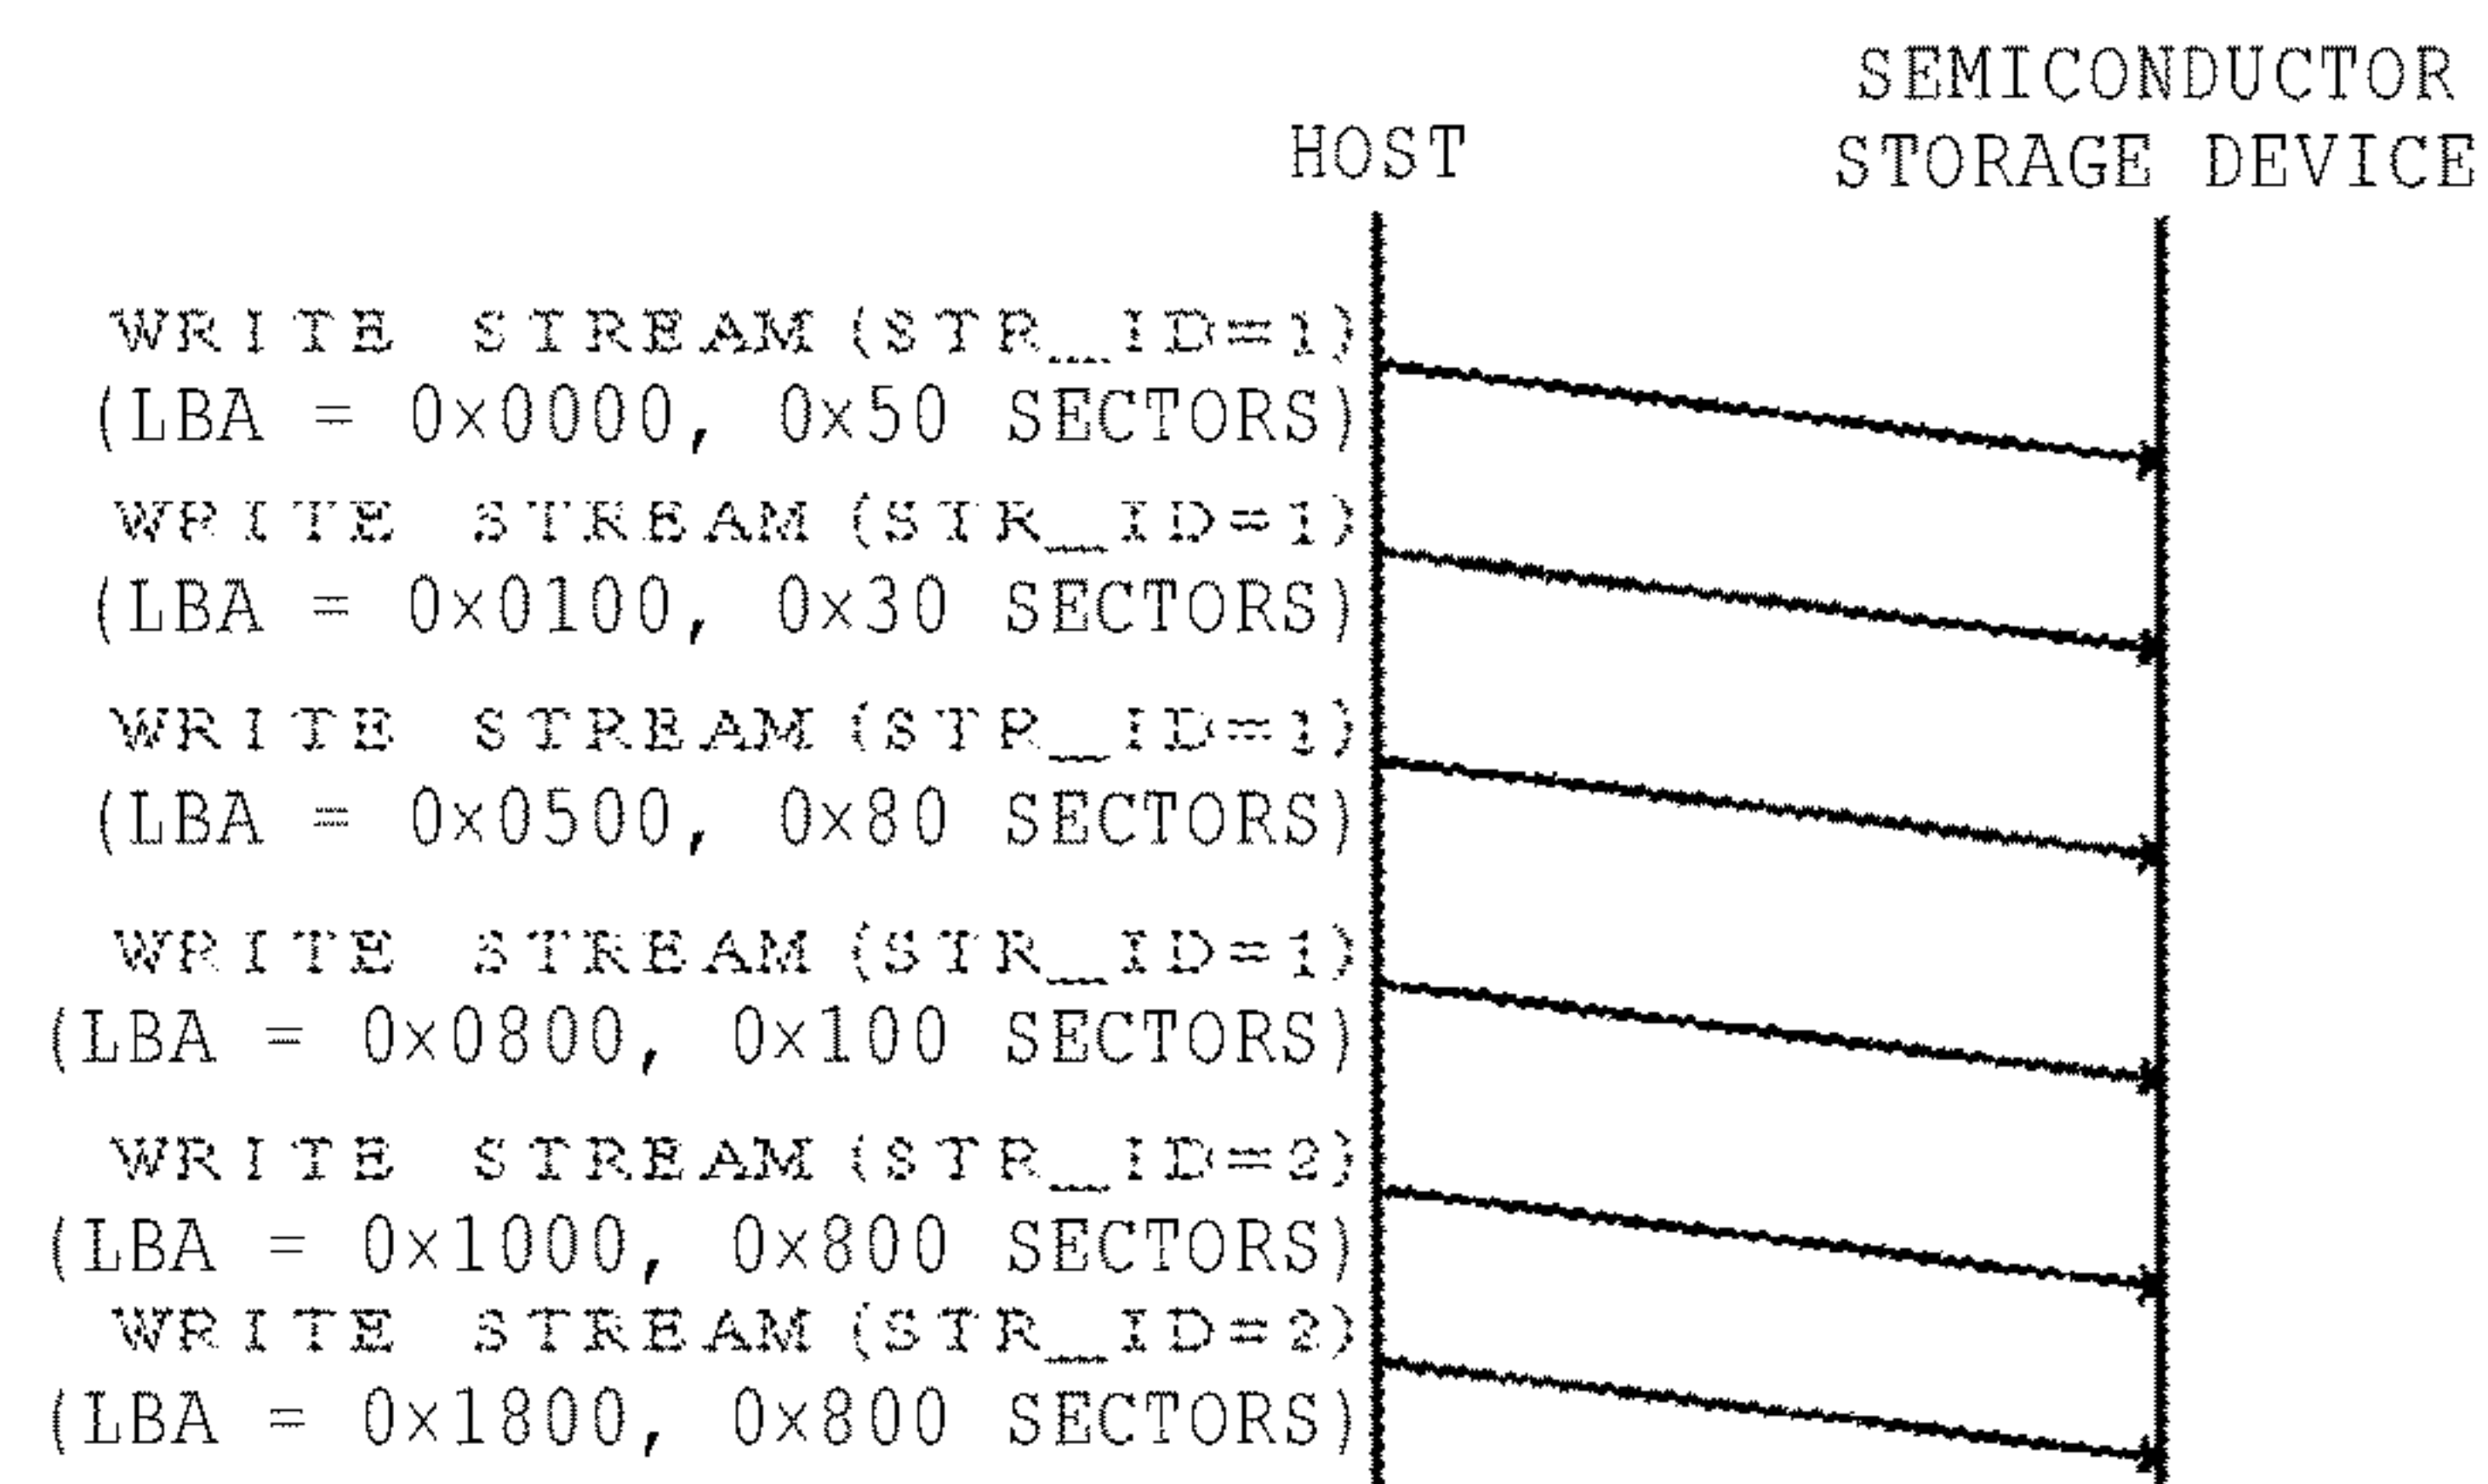 SEMICONDUCTOR
HOST STORAGE DEVICE
WRITE STREAM(STR_ID=1)
(LBA = 0×0000, 0×50 SECTORS)
WRITE STREAM(STR_ID=1)
(LBA = 0×0100, 0×30 SECTORS)
WRITE STREAM(STR_ID=1)
(LBA = 0×0500, 0×80 SECTORS)
WRITE STREAM(STR_ID=1)
(LBA = 0×0800, 0×100 SECTORS)
WRITE STREAM(STR_ID=2)
(LBA = 0×1000, 0×800 SECTORS)
WRITE STREAM(STR_ID=2)
(LBA = 0×1800, 0×800 SECTORS)